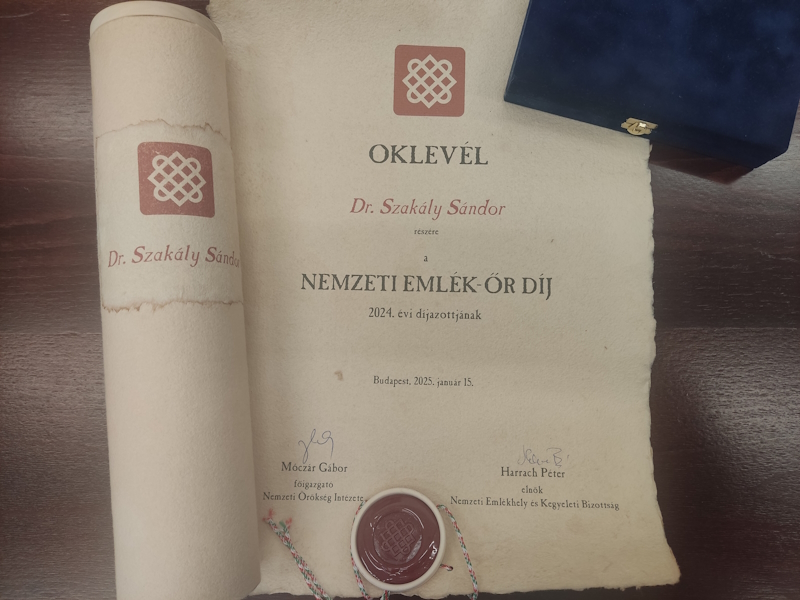 Dr. Szakály Sándor
OKLEVÉL
Dr. Szakály Sándor
részére
a
NEMZETI EMLÉK-ŐR DÍJ
2024. évi díjazottjának
Budapest, 2025. január 15.
Móczár Gábor
főigazgató
Nemzeti Örökség Intézete
Harrach Péter
elnök
Nemzeti Emlékhely és Kegyeleti Bizottság